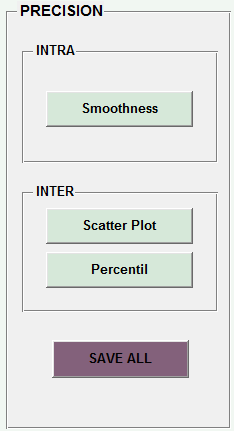 PRECISION
INTRA
Smoothness
INTER
Scatter Plot
Percentil
SAVE ALL